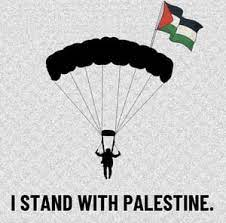 I STAND WITH PALESTINE.